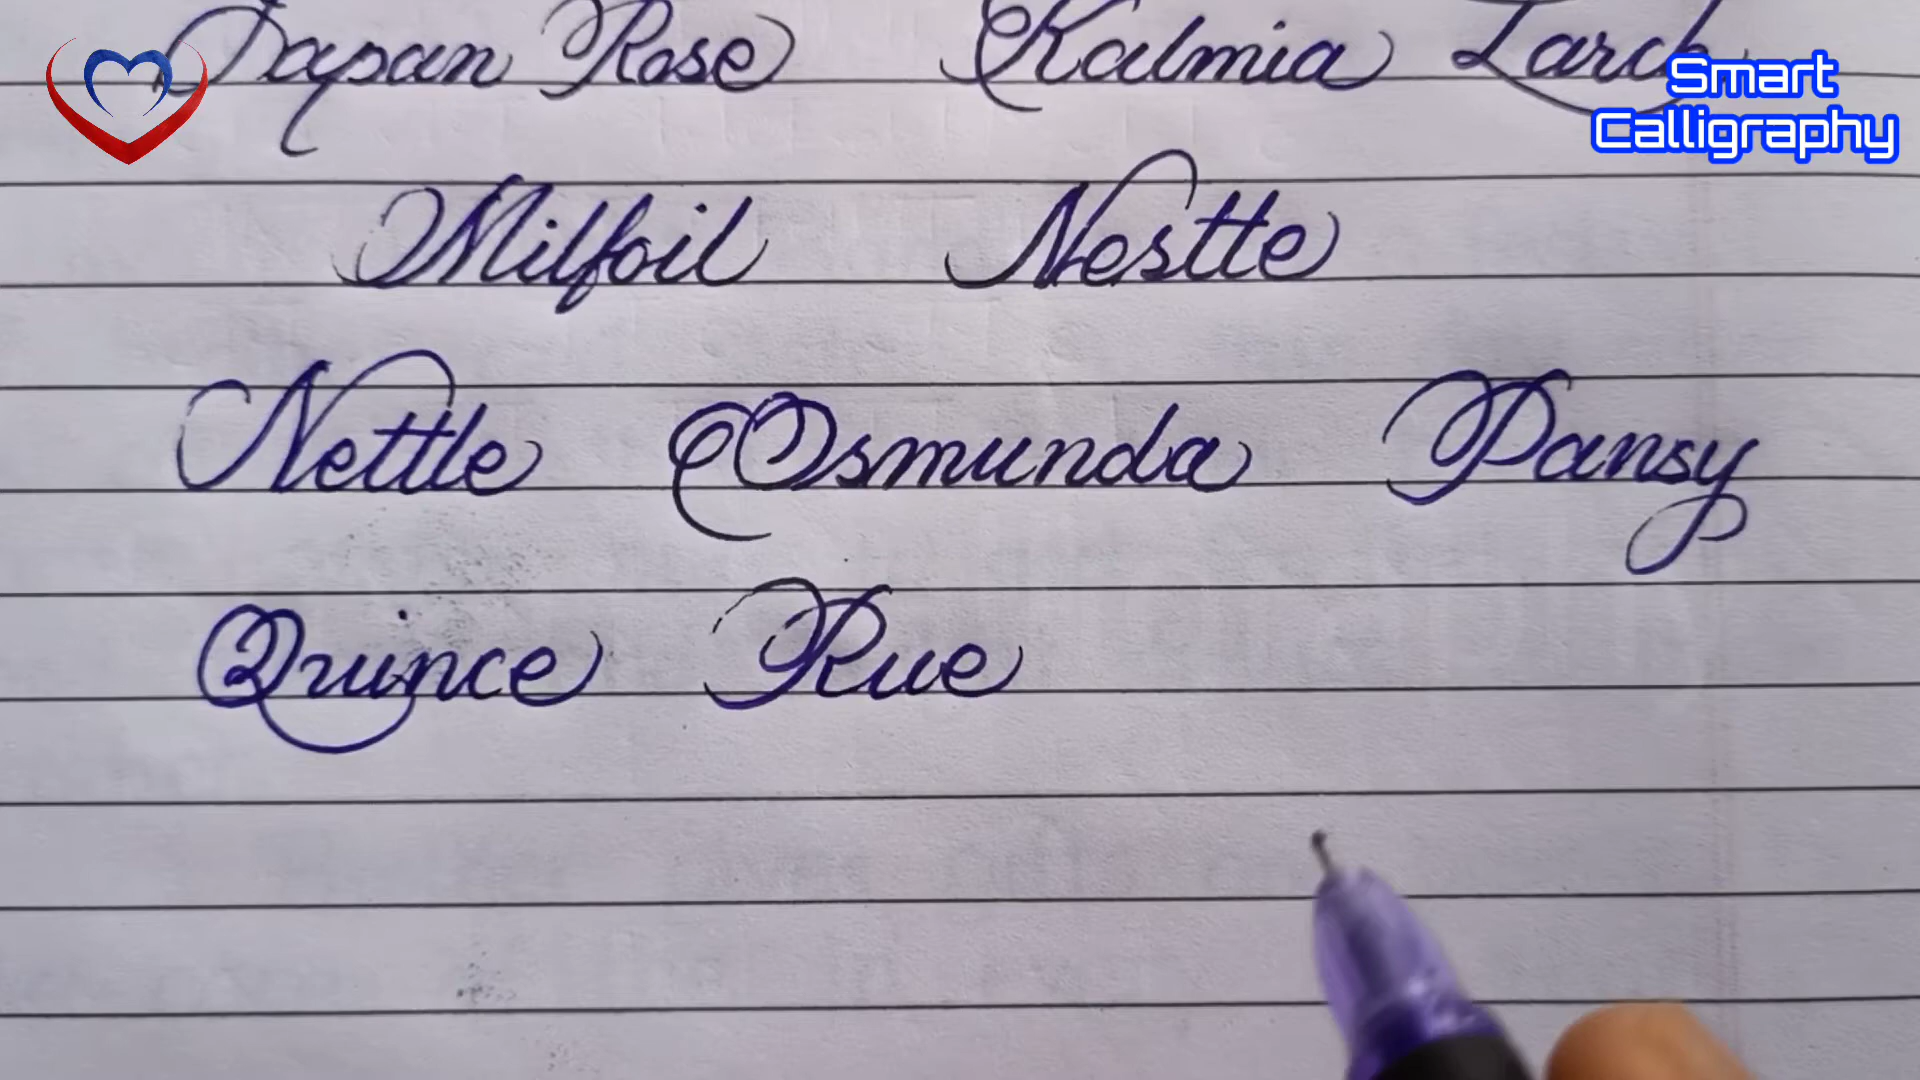 Japan Rose Kalmia Larch
Smart
Calligraphy
Milfoil Nestte
Nettle Osmunda Pansy
Quince Rue